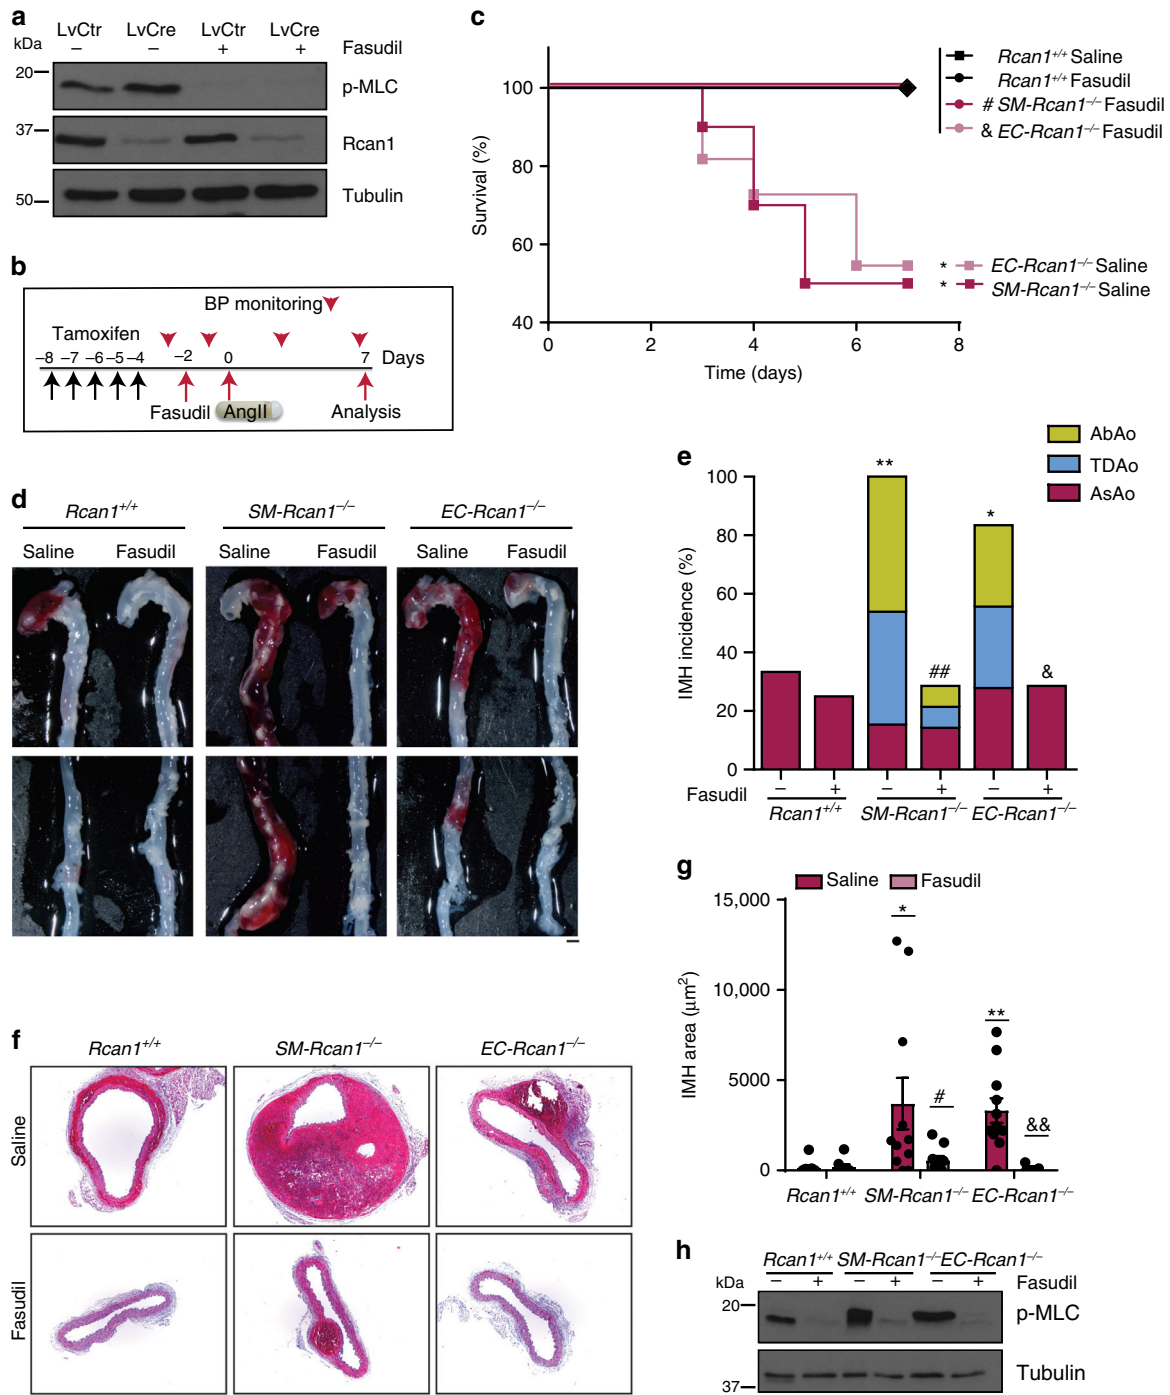 a
LvCtr LvCre LvCtr LvCre
kDa – – + + Fasudil
20 p-MLC
37 Rcan1
50 Tubulin
b
BP monitoring
Tamoxifen
–8 –7 –6 –5 –4 –2 0 7 Days
Fasudil AngII Analysis
c
Survival (%)
100
80
60
40
0 2 4 6 8
Time (days)
Rcan1+/+ Saline
Rcan1+/+ Fasudil
# SM-Rcan1–/– Fasudil
& EC-Rcan1–/– Fasudil
* EC-Rcan1–/– Saline
* SM-Rcan1–/– Saline
d
Rcan1+/+ SM-Rcan1–/– EC-Rcan1–/–
Saline Fasudil Saline Fasudil Saline Fasudil
e
AbAo
TDAo
AsAo
IMH incidence (%)
100
80
60
40
20
0
** ## * &
Fasudil – + – + – +
Rcan1+/+ SM-Rcan1–/– EC-Rcan1–/–
f
Rcan1+/+ SM-Rcan1–/– EC-Rcan1–/–
Saline
Fasudil
g
Saline Fasudil
IMH area (μm2)
15,000
10,000
5000
0
* # ** &&
Rcan1+/+ SM-Rcan1–/– EC-Rcan1–/–
h
Rcan1+/+ SM-Rcan1–/– EC-Rcan1–/–
kDa – + – + – + Fasudil
20 p-MLC
37 Tubulin